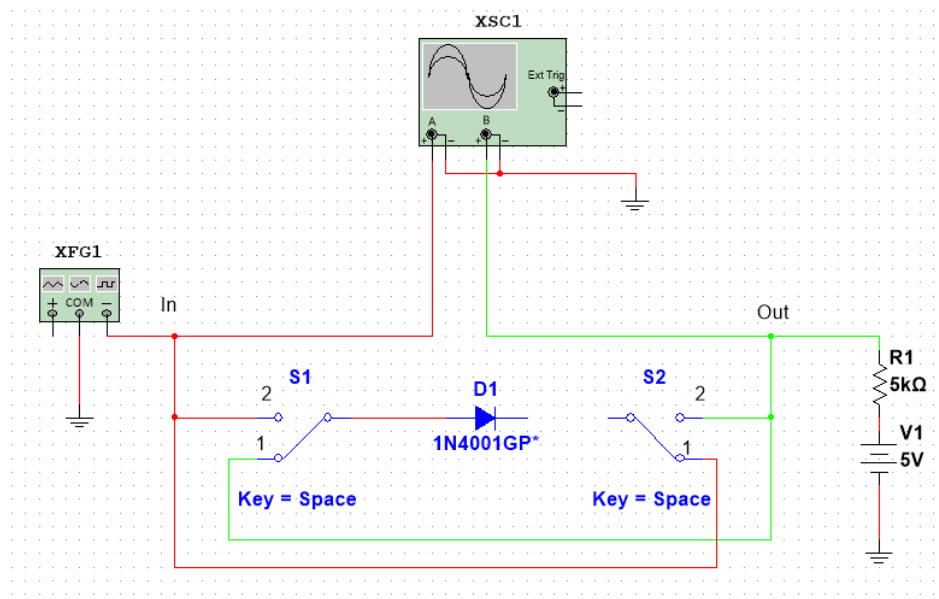 XSC1
Ext Trig
+
A
B
+
−
+
−
−
XFG1
+ COM −
In
Out
S1
S2
R1
5kΩ
2
D1
2
1
1N4001GP*
1
V1
5V
Key = Space
Key = Space